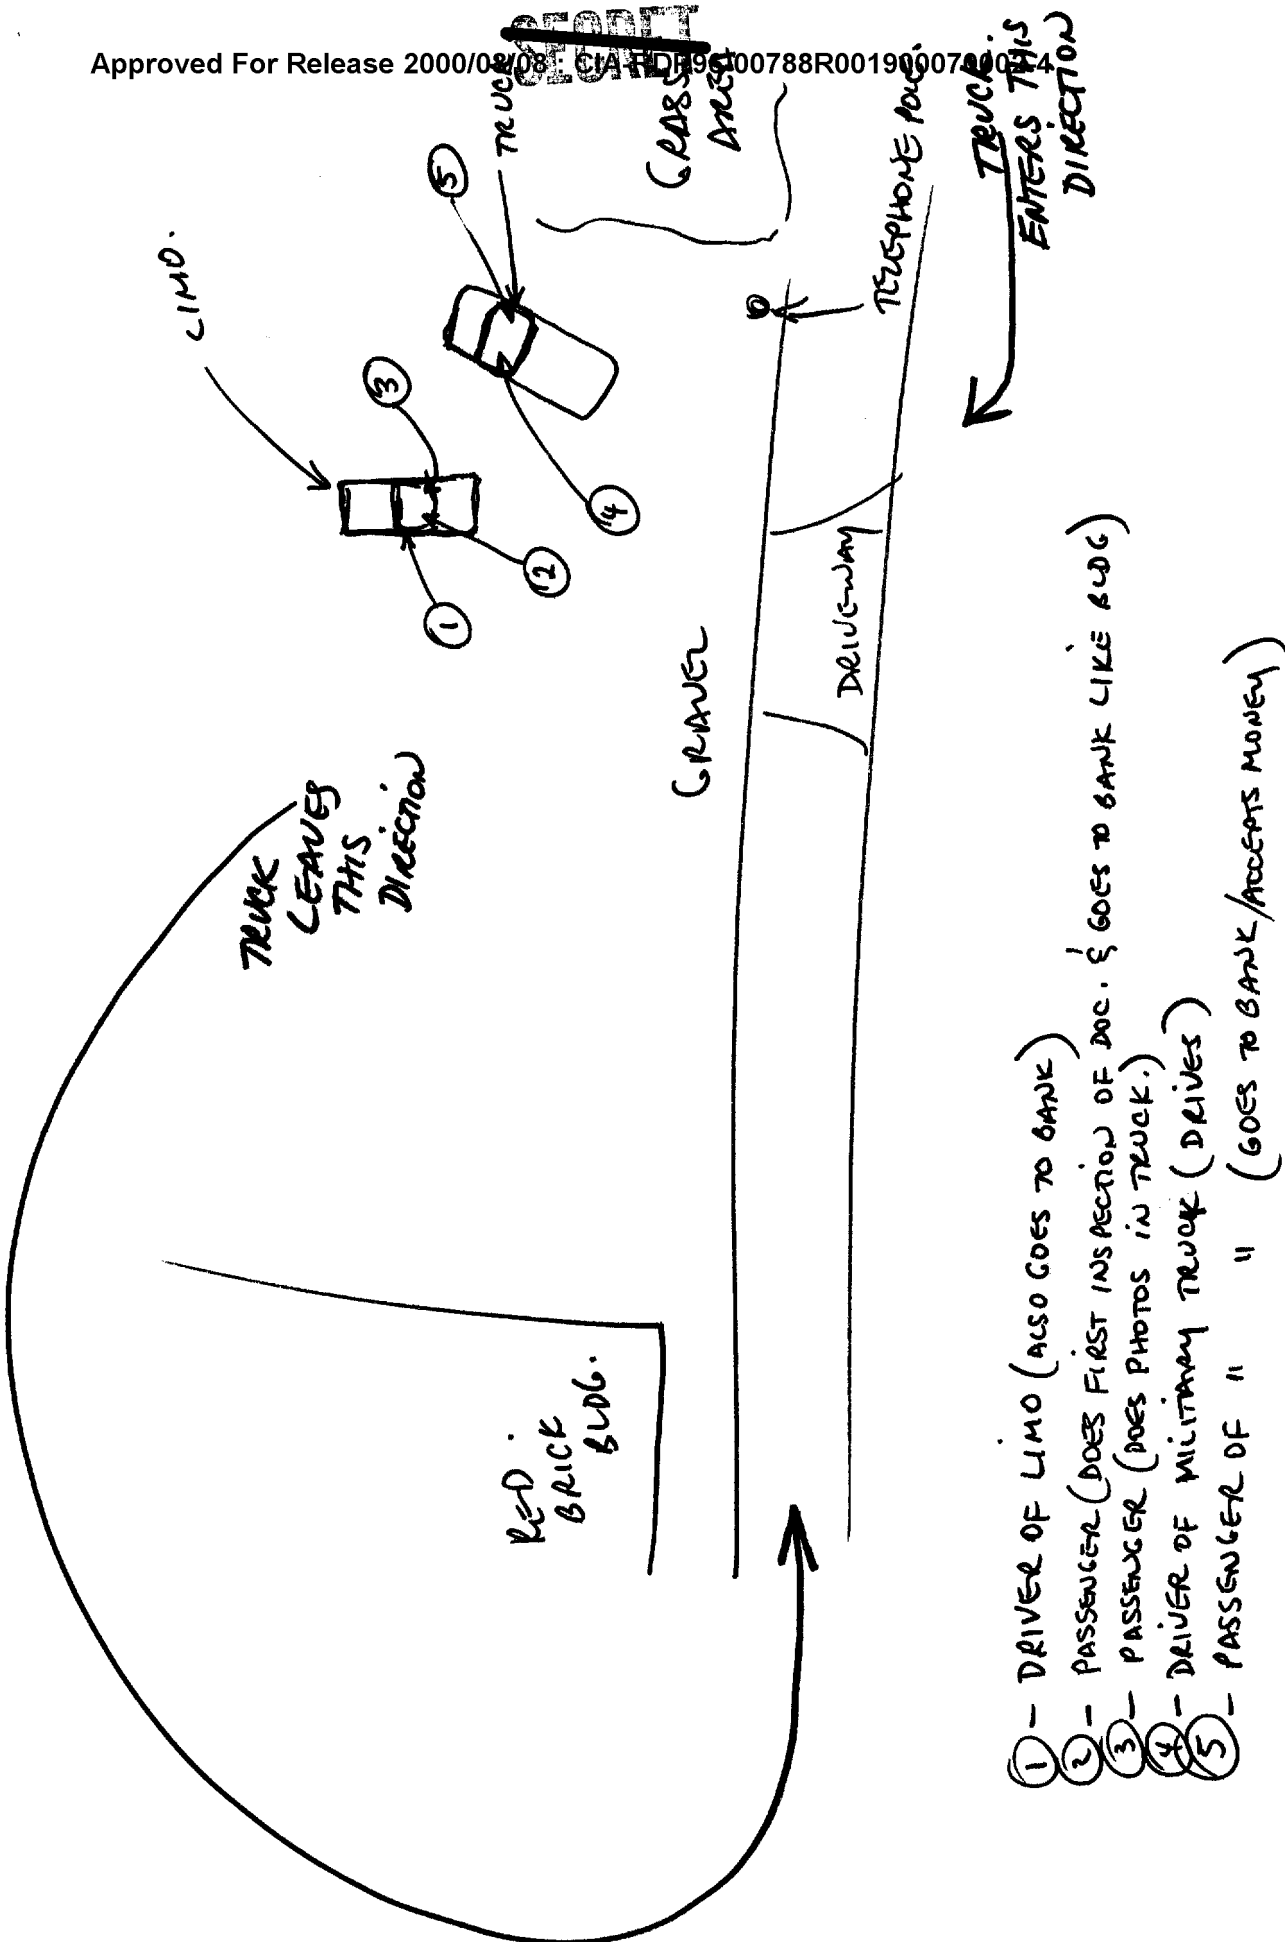 SECRET
Approved For Release 2000/08/08 : CIA-RDP96-00788R001900070002-4
TRUCK
GRASS
AREA
TELEPHONE POLE.
TRUCK.
ENTERS THIS
DIRECTION
LIMO.
5
3
4
2
1
TRUCK
LEAVES
THIS
DIRECTION
GRAVEL
DRIVEWAY
RED.
BRICK
BLDG.
1 - DRIVER OF LIMO (ALSO GOES TO BANK)
2 - PASSENGER (DOES FIRST INSPECTION OF DOC. & GOES TO BANK LIKE BLDG)
3 - PASSENGER (DOES PHOTOS IN TRUCK.)
4 - DRIVER OF MILITARY TRUCK (DRIVES)
5 - PASSENGER OF " " (GOES TO BANK/ACCEPTS MONEY)